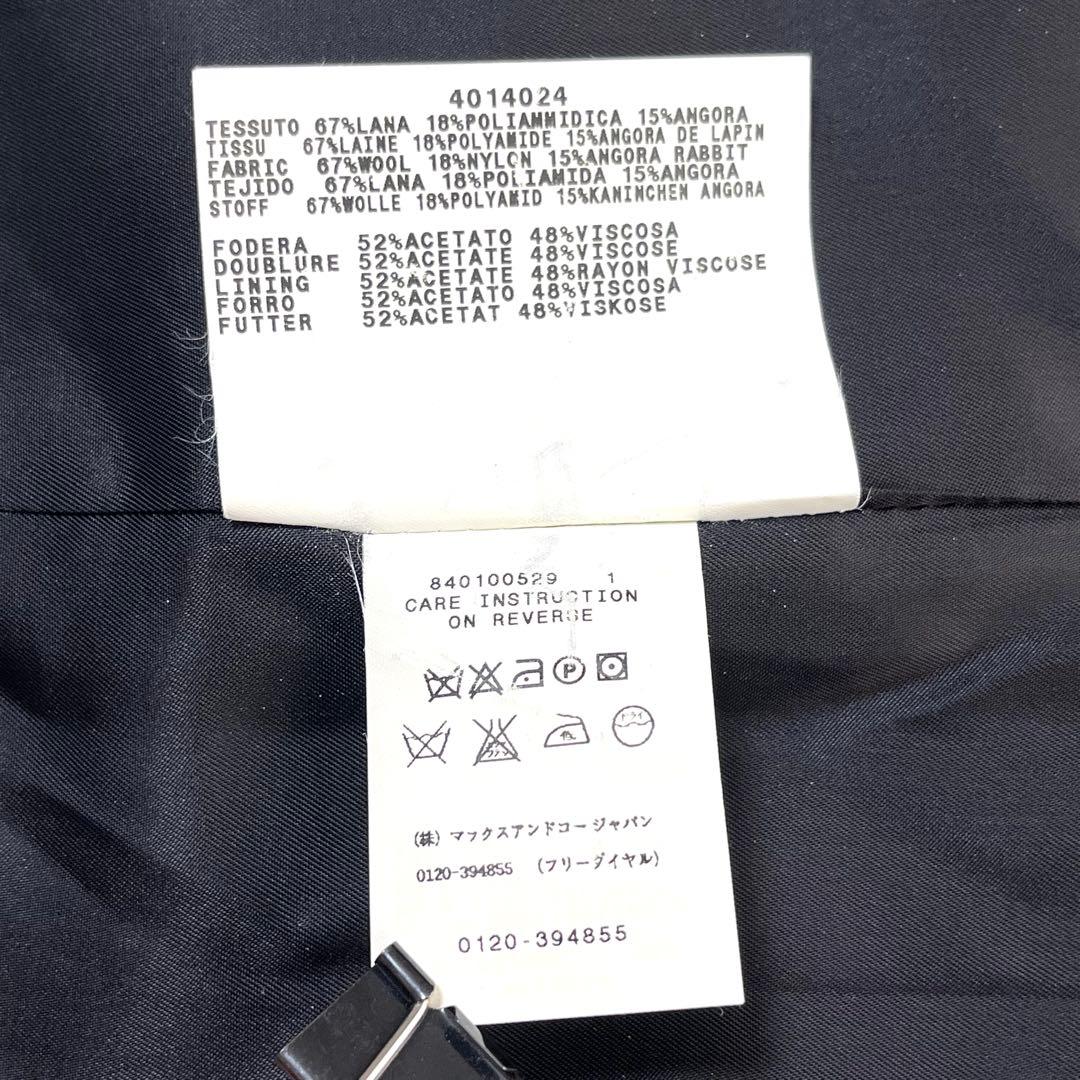 4014024
TESSUTO 67%LANA 18%POLIAMMIDICA 15%ANGORA
TISSU 67%LAINE 18%POLYAMIDE 15%ANGORA DE LAPIN
FABRIC 67%WOOL 18%NYLON 15%ANGORA RABBIT
TEJIDO 67%LANA 18%POLIAMIDA 15%ANGORA
STOFF 67%WOLLE 18%POLYAMID 15%KANINCHEN ANGORA
FODERA 52%ACETATO 48%VISCOSA
DOUBLURE 52%ACETATE 48%VISCOSE
LINING 52%ACETATE 48%RAYON VISCOSE
FORRO 52%ACETATO 48%VISCOSA
FUTTER 52%ACETAT 48%VISKOSE
840100529 1
CARE INSTRUCTION
ON REVERSE
P
低 ドライ
(株) マックスアンドコージャパン
0120-394855 (フリーダイヤル)
0120-394855